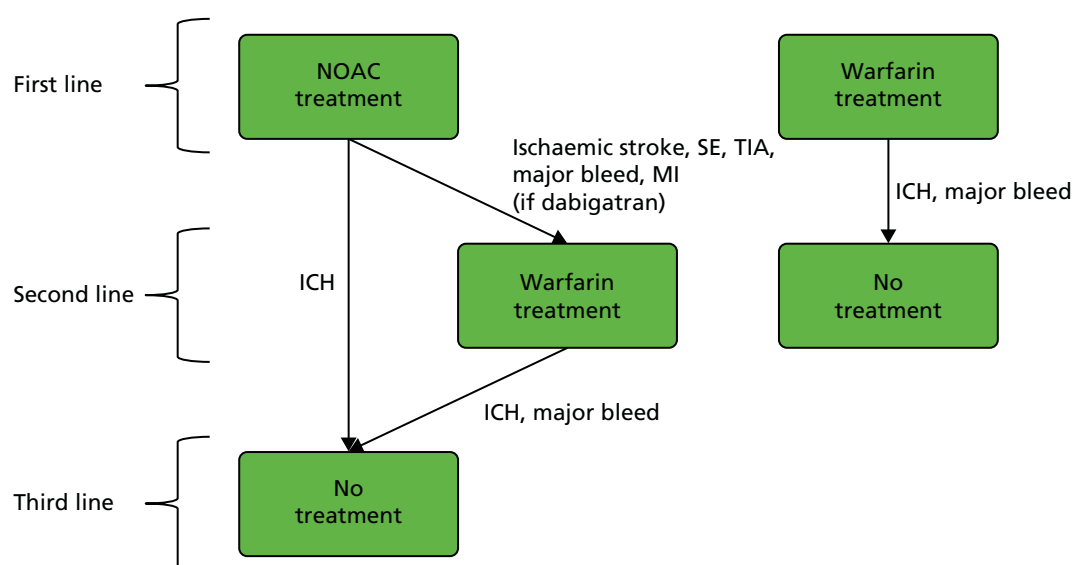 First line
NOAC
treatment
Warfarin
treatment
Ischaemic stroke, SE, TIA,
major bleed, MI
(if dabigatran)
ICH, major bleed
Second line
ICH
Warfarin
treatment
No
treatment
ICH, major bleed
Third line
No
treatment